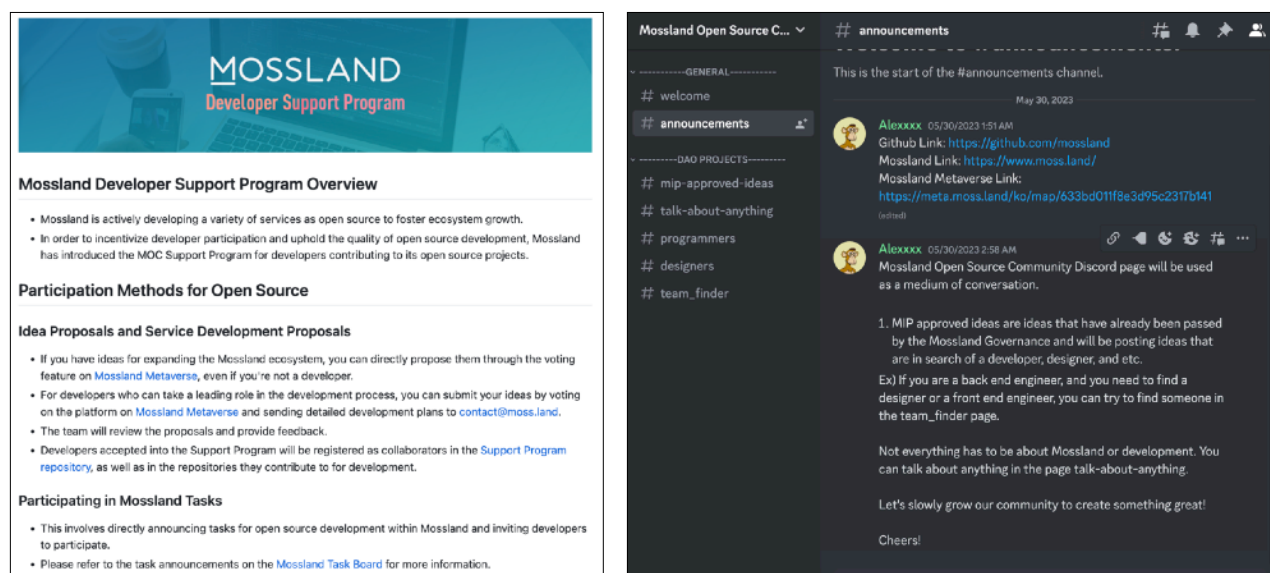 MOSSLAND
Developer Support Program
Mossland Developer Support Program Overview
• Mossland is actively developing a variety of services as open source to foster ecosystem growth.
• In order to incentivize developer participation and uphold the quality of open source development, Mossland
has introduced the MOC Support Program for developers contributing to its open source projects.
Participation Methods for Open Source
Idea Proposals and Service Development Proposals
• If you have ideas for expanding the Mossland ecosystem, you can directly propose them through the voting
feature on Mossland Metaverse, even if you're not a developer.
• For developers who can take a leading role in the development process, you can submit your ideas by voting
on the platform on Mossland Metaverse and sending detailed development plans to contact@moss.land.
• The team will review the proposals and provide feedback.
• Developers accepted into the Support Program will be registered as collaborators in the Support Program
repository, as well as in the repositories they contribute to for development.
Participating in Mossland Tasks
• This involves directly announcing tasks for open source development within Mossland and inviting developers
to participate.
• Please refer to the task announcements on the Mossland Task Board for more information.
Mossland Open Source C...
-----------GENERAL-----------
# welcome
# announcements
---------DAO PROJECTS---------
# mip-approved-ideas
# talk-about-anything
# programmers
# designers
# team_finder
# announcements
This is the start of the #announcements channel.
May 30, 2023
Alexxxx 05/30/2023 1:51 AM
Github Link: https://github.com/mossland
Mossland Link: https://www.moss.land/
Mossland Metaverse Link:
https://meta.moss.land/ko/map/633bd011f8e3d95c2317b141
(edited)
Alexxxx 05/30/2023 2:58 AM
Mossland Open Source Community Discord page will be used
as a medium of conversation.
1. MIP approved ideas are ideas that have already been passed
by the Mossland Governance and will be posting ideas that
are in search of a developer, designer, and etc.
Ex) If you are a back end engineer, and you need to find a
designer or a front end engineer, you can try to find someone in
the team_finder page.
Not everything has to be about Mossland or development. You
can talk about anything in the page talk-about-anything.
Let's slowly grow our community to create something great!
Cheers!